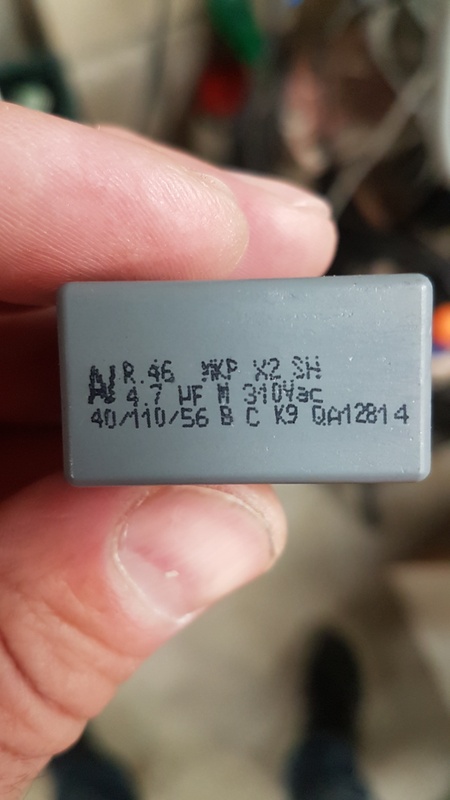 R.46 MKP X2 SH
4.7 µF M 310Vac
40/110/56 B C K9 QA12814